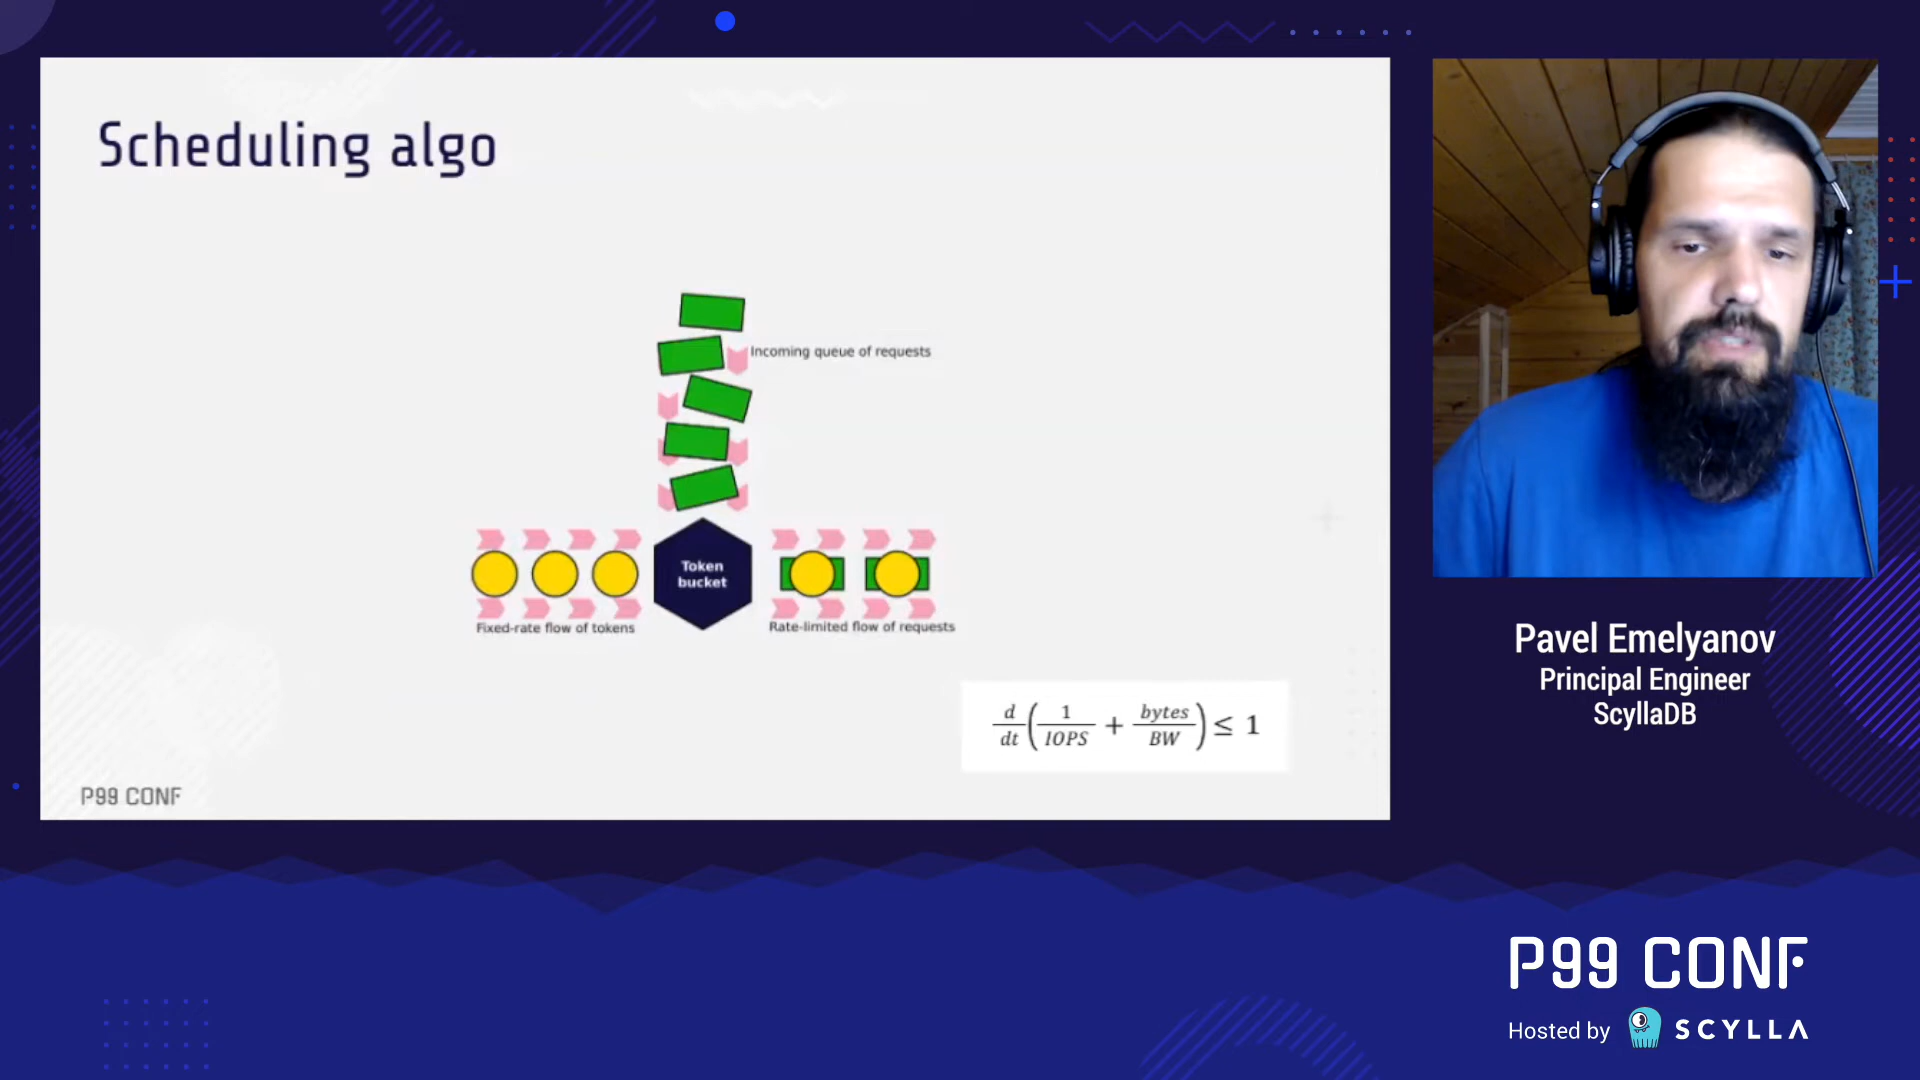 Scheduling algo
Incoming queue of requests
Token
bucket
Fixed-rate flow of tokens
Rate-limited flow of requests
d/dt (1/IOPS + bytes/BW) ≤ 1
P99 CONF
Pavel Emelyanov
Principal Engineer
ScyllaDB
P99 CONF
Hosted by SCYLLA